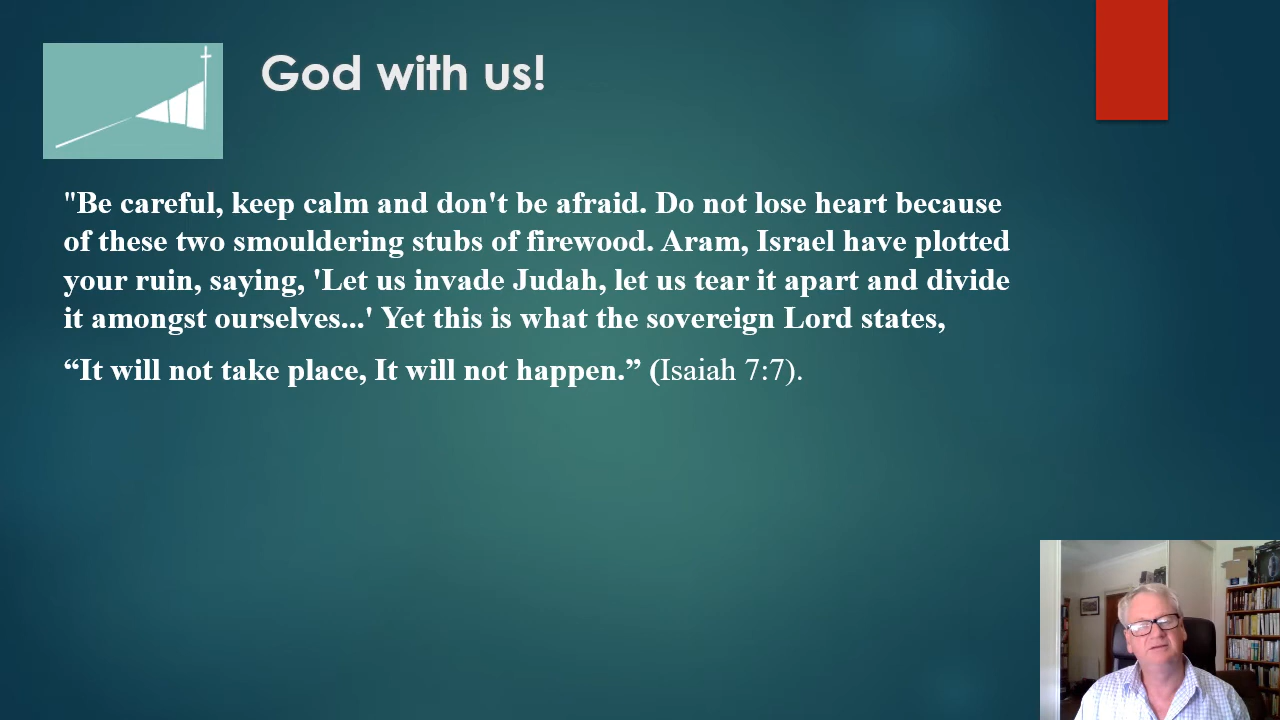 God with us!
"Be careful, keep calm and don't be afraid. Do not lose heart because
of these two smouldering stubs of firewood. Aram, Israel have plotted
your ruin, saying, 'Let us invade Judah, let us tear it apart and divide
it amongst ourselves...' Yet this is what the sovereign Lord states,
“It will not take place, It will not happen.” (Isaiah 7:7).